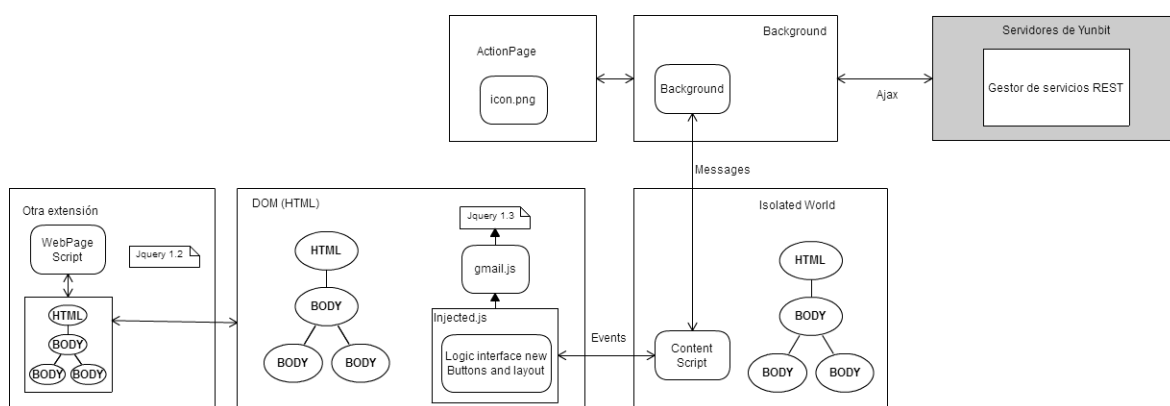 ActionPage
icon.png
Background
Background
Servidores de Yunbit
Gestor de servicios REST
Ajax
Messages
Otra extensión
WebPage
Script
Jquery 1.2
HTML
BODY
BODY
BODY
DOM (HTML)
HTML
BODY
BODY
BODY
Jquery 1.3
gmail.js
Injected.js
Logic interface new
Buttons and layout
Events
Isolated World
Content
Script
HTML
BODY
BODY
BODY